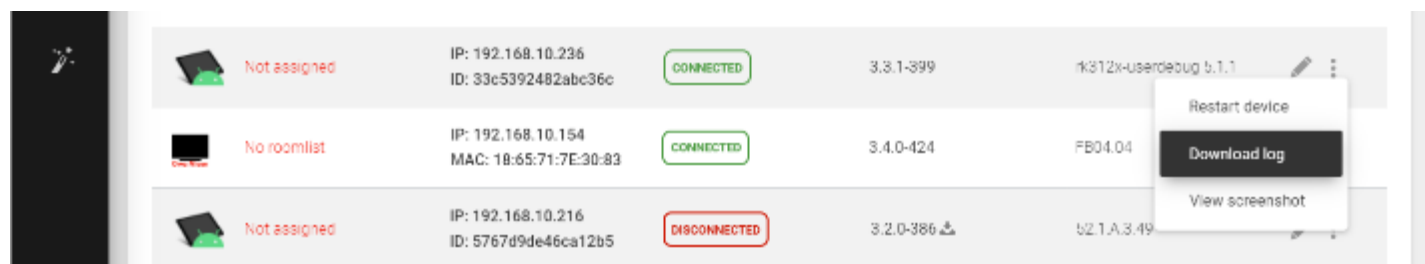 Not assigned
IP: 192.168.10.236
ID: 33c5392482abc36c
CONNECTED
3.3.1-399
rk312x-userdebug 5.1.1
Restart device
No roomlist
IP: 192.168.10.154
MAC: 18:65:71:7E:30:83
CONNECTED
3.4.0-424
FB04.04
Download log
View screenshot
Not assigned
IP: 192.168.10.216
ID: 5767d9de46ca12b5
DISCONNECTED
3.2.0-386
52.1.A.3.49